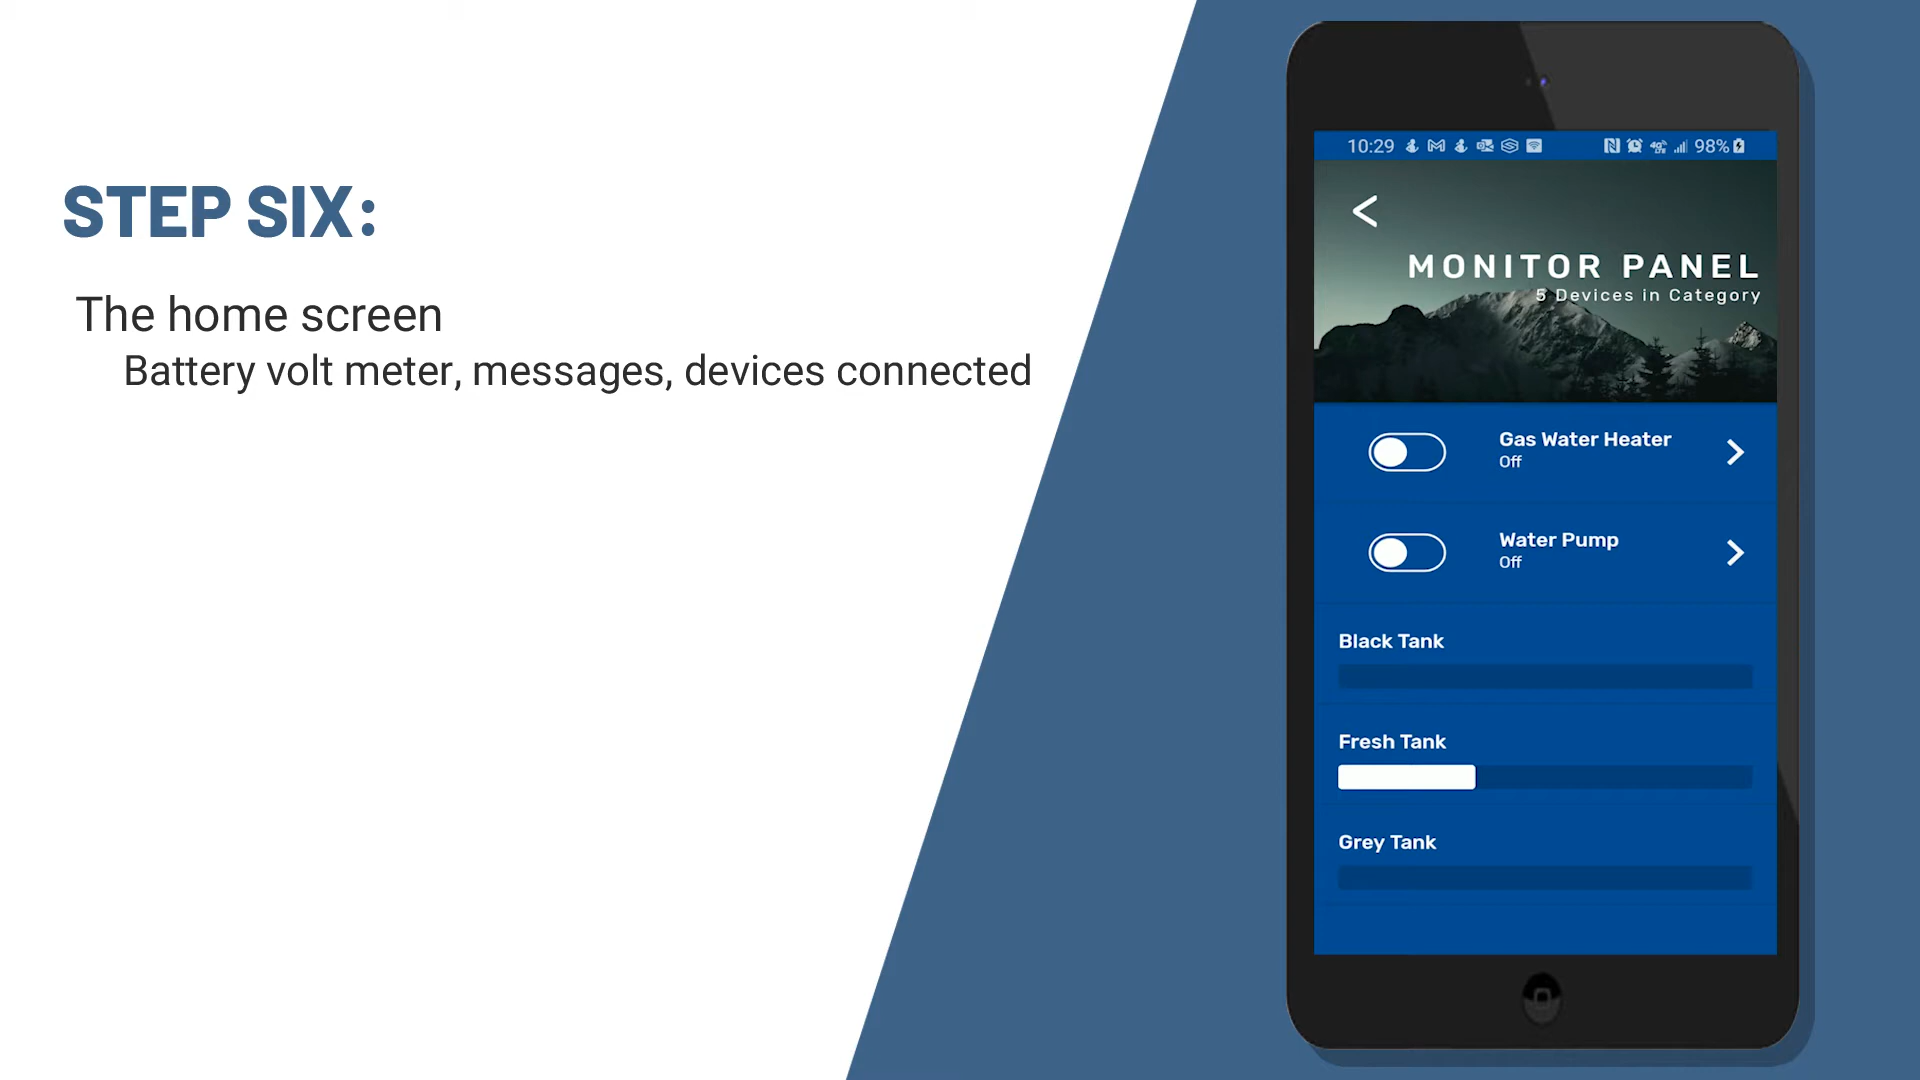 STEP SIX:
The home screen
Battery volt meter, messages, devices connected
10:29 98%
<
MONITOR PANEL
5 Devices in Category
Gas Water Heater
Off
Water Pump
Off
Black Tank
Fresh Tank
Grey Tank